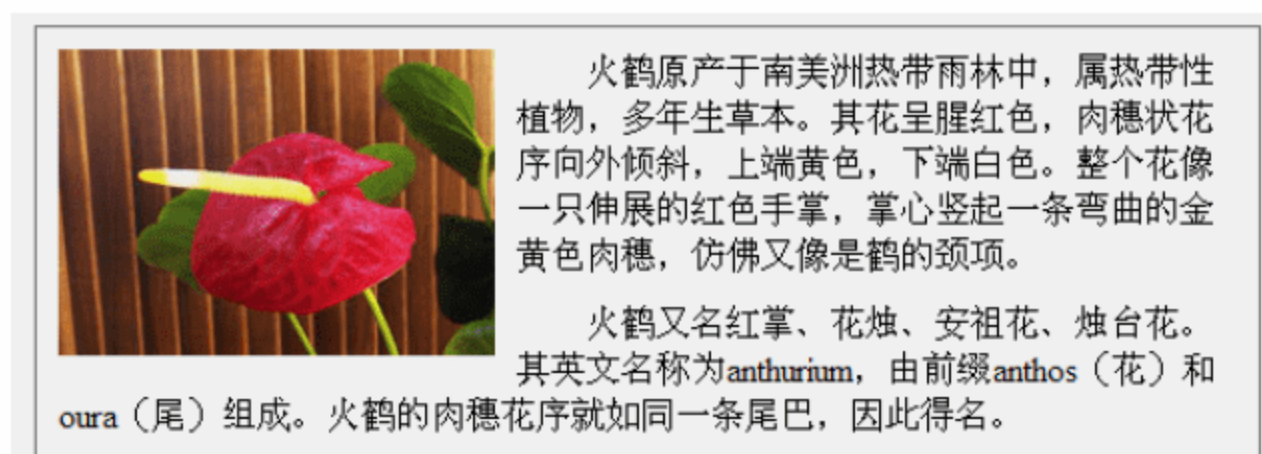 火鹤原产于南美洲热带雨林中，属热带性
植物，多年生草本。其花呈腥红色，肉穗状花
序向外倾斜，上端黄色，下端白色。整个花像
一只伸展的红色手掌，掌心竖起一条弯曲的金
黄色肉穗，仿佛又像是鹤的颈项。
火鹤又名红掌、花烛、安祖花、烛台花。
其英文名称为anthurium，由前缀anthos（花）和
oura（尾）组成。火鹤的肉穗花序就如同一条尾巴，因此得名。